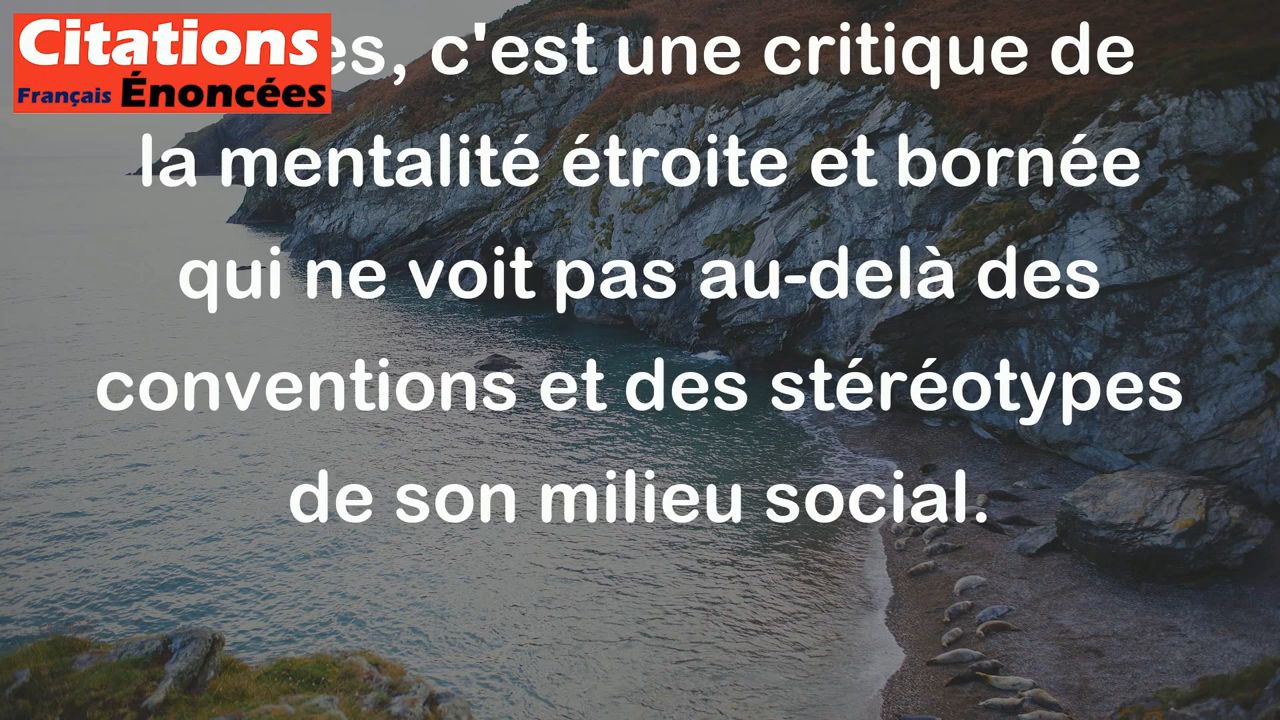 Citations
Français Énoncées
es, c'est une critique de
la mentalité étroite et bornée
qui ne voit pas au-delà des
conventions et des stéréotypes
de son milieu social.